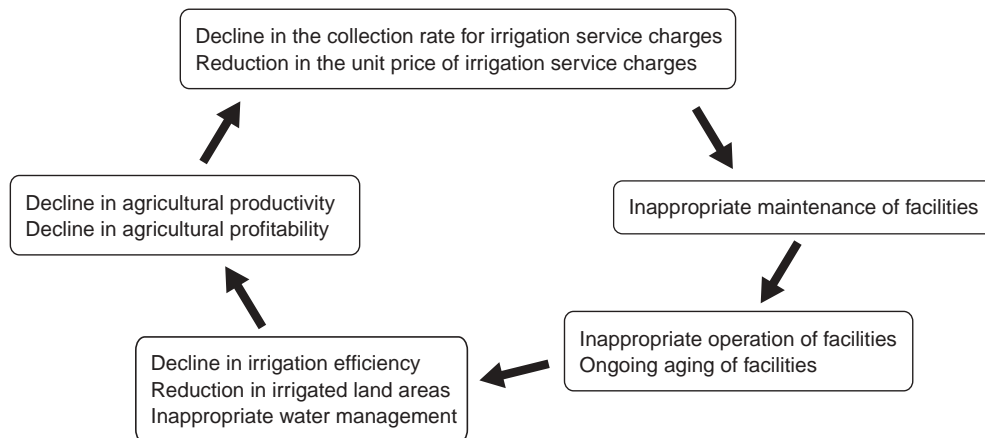 Decline in the collection rate for irrigation service charges
Reduction in the unit price of irrigation service charges
Inappropriate maintenance of facilities
Inappropriate operation of facilities
Ongoing aging of facilities
Decline in irrigation efficiency
Reduction in irrigated land areas
Inappropriate water management
Decline in agricultural productivity
Decline in agricultural profitability